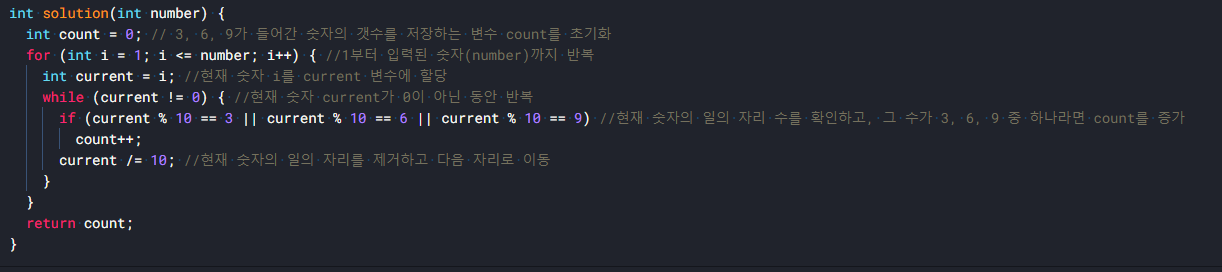 int solution(int number) {
int count = 0; // 3, 6, 9가 들어간 숫자의 갯수를 저장하는 변수 count를 초기화
for (int i = 1; i <= number; i++) { //1부터 입력된 숫자(number)까지 반복
int current = i; //현재 숫자 i를 current 변수에 할당
while (current != 0) { //현재 숫자 current가 0이 아닌 동안 반복
if (current % 10 == 3 || current % 10 == 6 || current % 10 == 9) //현재 숫자의 일의 자리 수를 확인하고, 그 수가 3, 6, 9 중 하나라면 count를 증가
count++;
current /= 10; //현재 숫자의 일의 자리를 제거하고 다음 자리로 이동
}
}
return count;
}